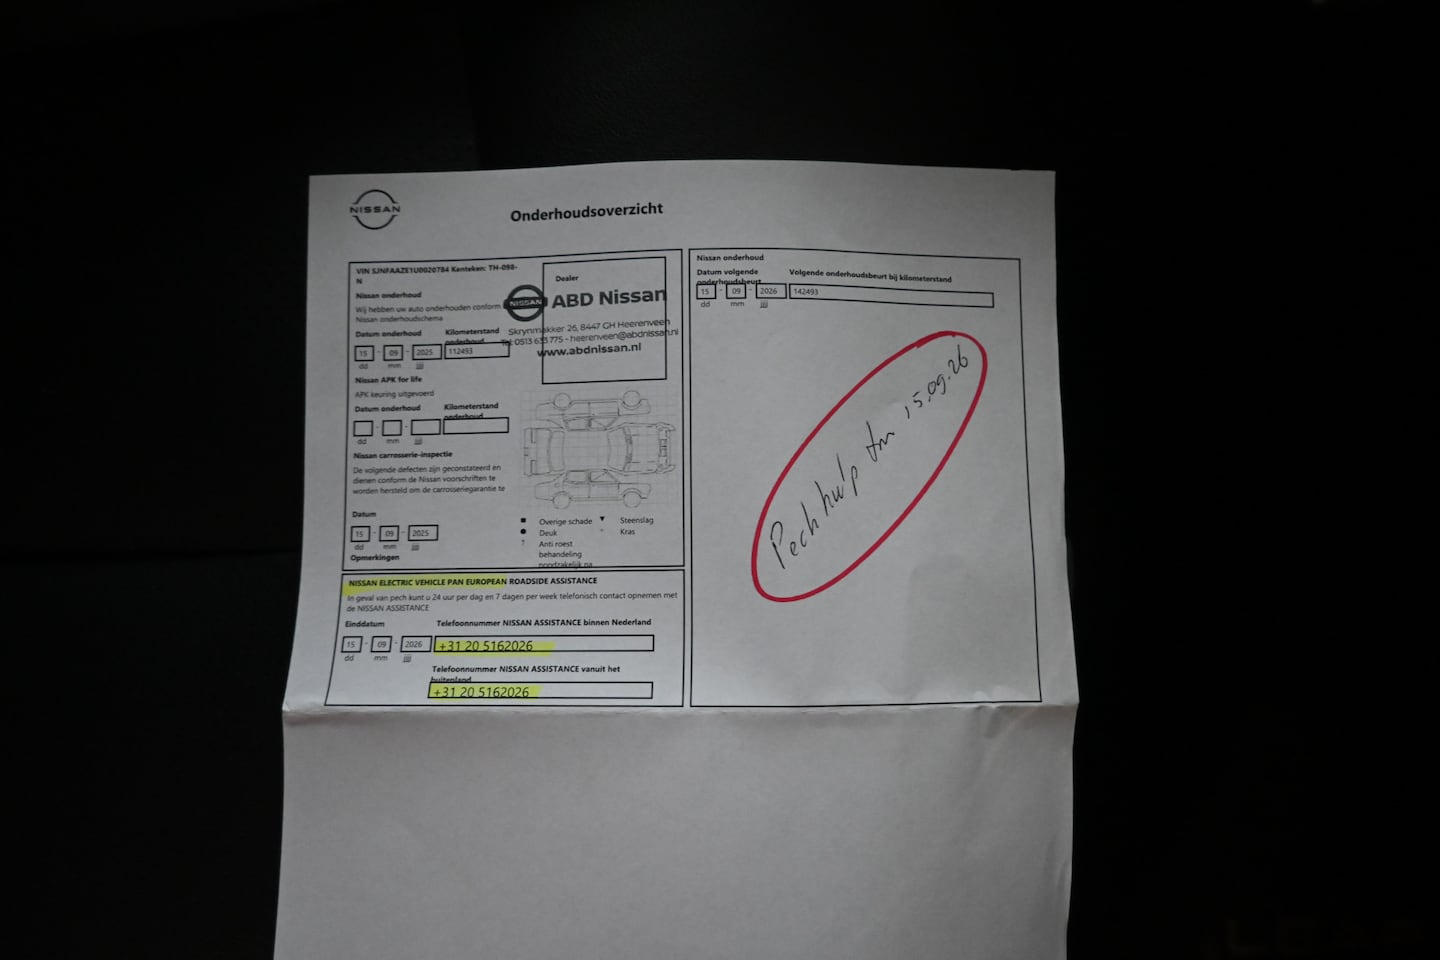 NISSAN
Onderhoudsoverzicht
VIN SJNFAAZE1U0020784 Kenteken: TH-098-
N
Nissan onderhoud
Wij hebben uw auto onderhouden conform
Nissan onderhoudschema
Datum onderhoud
Kilometerstand
onderhoud
15 - 09 - 2025
112493
dd mm jjjj
Dealer
NISSAN
ABD Nissan
Skrynmakker 26, 8447 GH Heerenveen
Tel: 0513 633 775 - heerenveen@abdnissan.nl
www.abdnissan.nl
Nissan APK for life
APK keuring uitgevoerd
Datum onderhoud
Kilometerstand
onderhoud
dd mm jjjj
Nissan carrosserie-inspectie
De volgende defecten zijn geconstateerd en
dienen conform de Nissan voorschriften te
worden hersteld om de carrosseriegarantie te
Datum
15 - 09 - 2025
dd mm jjjj
Opmerkingen
Overige schade
Steenslag
Deuk
Kras
Anti roest
behandeling
noodzakelijk na
NISSAN ELECTRIC VEHICLE PAN EUROPEAN ROADSIDE ASSISTANCE
In geval van pech kunt u 24 uur per dag en 7 dagen per week telefonisch contact opnemen met
de NISSAN ASSISTANCE
Einddatum
Telefoonnummer NISSAN ASSISTANCE binnen Nederland
15 - 09 - 2026
+31 20 5162026
dd mm jjjj
Telefoonnummer NISSAN ASSISTANCE vanuit het
buitenland
+31 20 5162026
Nissan onderhoud
Datum volgende
onderhoudsbeurt
Volgende onderhoudsbeurt bij kilometerstand
15 - 09 - 2026
142493
dd mm jjjj
Pechhulp tm 15.09.26